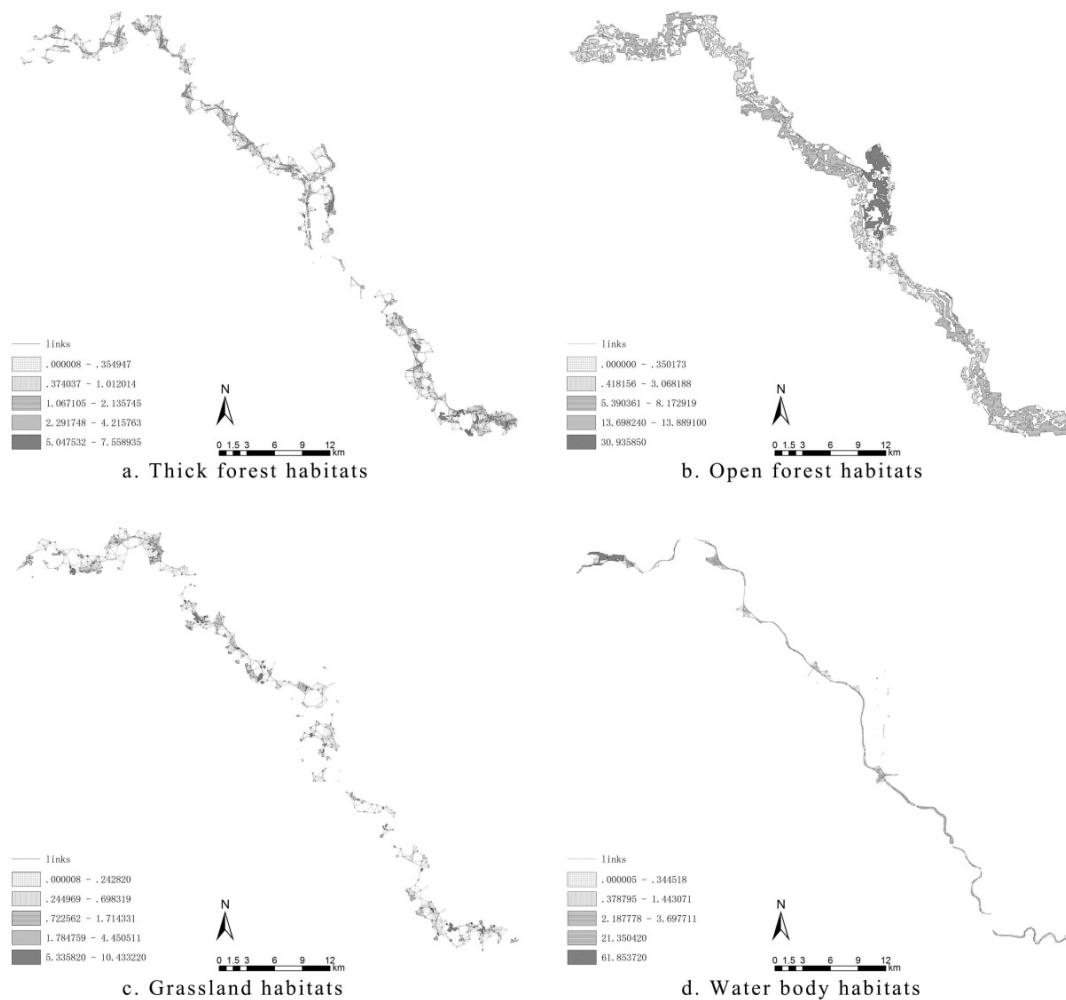 links
.000008 - .354947
.374037 - 1.012014
1.067105 - 2.135745
2.291748 - 4.215763
5.047532 - 7.558935
N
0 1.5 3 6 9 12
km
a. Thick forest habitats
links
.000000 - .350173
.418156 - 3.068188
5.390361 - 8.172919
13.698240 - 13.889100
30.935850
N
0 1.5 3 6 9 12
km
b. Open forest habitats
links
.000008 - .242820
.244969 - .698319
.722562 - 1.714331
1.784759 - 4.450511
5.335820 - 10.433220
N
0 1.5 3 6 9 12
km
c. Grassland habitats
links
.000005 - .344518
.378795 - 1.443071
2.187778 - 3.697711
21.350420
61.853720
N
0 1.5 3 6 9 12
km
d. Water body habitats